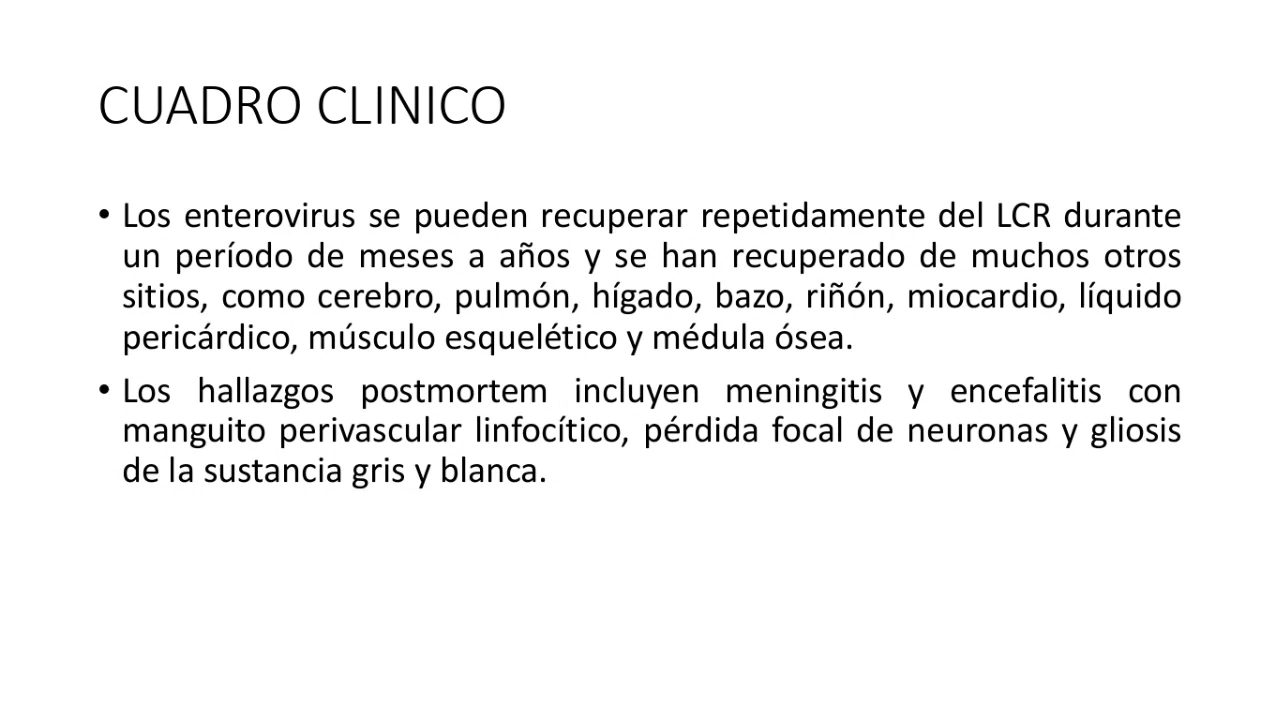 CUADRO CLINICO
• Los enterovirus se pueden recuperar repetidamente del LCR durante
un período de meses a años y se han recuperado de muchos otros
sitios, como cerebro, pulmón, hígado, bazo, riñón, miocardio, líquido
pericárdico, músculo esquelético y médula ósea.
• Los hallazgos postmortem incluyen meningitis y encefalitis con
manguito perivascular linfocítico, pérdida focal de neuronas y gliosis
de la sustancia gris y blanca.